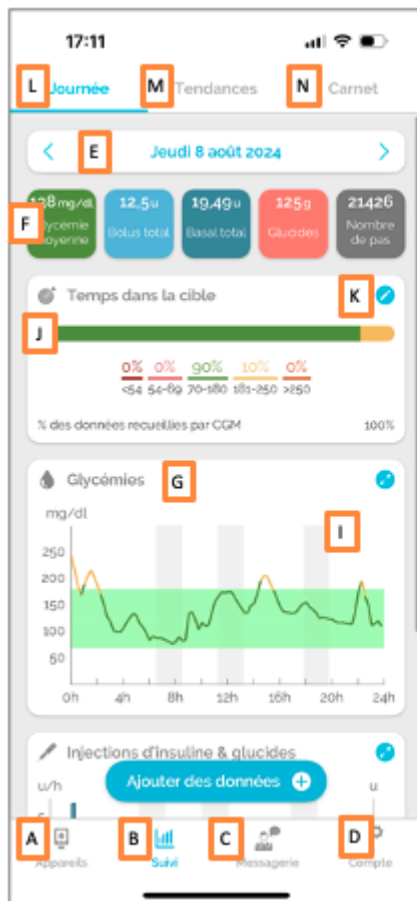 17:11
L Journée M Tendances N Carnet
E Jeudi 8 août 2024
mg/dl 12,5u 19,49u 125g 21426
F Bolus total Basal total Glucides Nombre de pas
Temps dans la cible K
J
0% 0% 90% 10% 0%
<54 54-69 70-180 181-250 >250
% des données recueillies par CGM 100%
Glycémies G
mg/dl I
250
200
150
100
50
0h 4h 8h 12h 16h 20h 24h
Injections d'insuline & glucides
u/h u
Ajouter des données
A B C D
Appareils Suivi Messagerie Compte